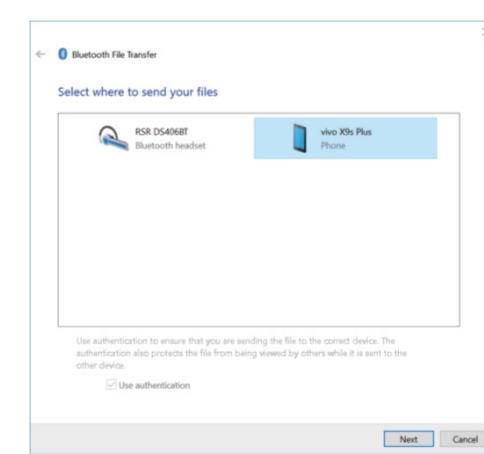 Bluetooth File Transfer
Select where to send your files
RSR DS406BT
Bluetooth headset
vivo X9s Plus
Phone
Use authentication to ensure that you are sending the file to the correct device. The
authentication also protects the file from being viewed by others while it is sent to the
other device.
Use authentication
Next Cancel